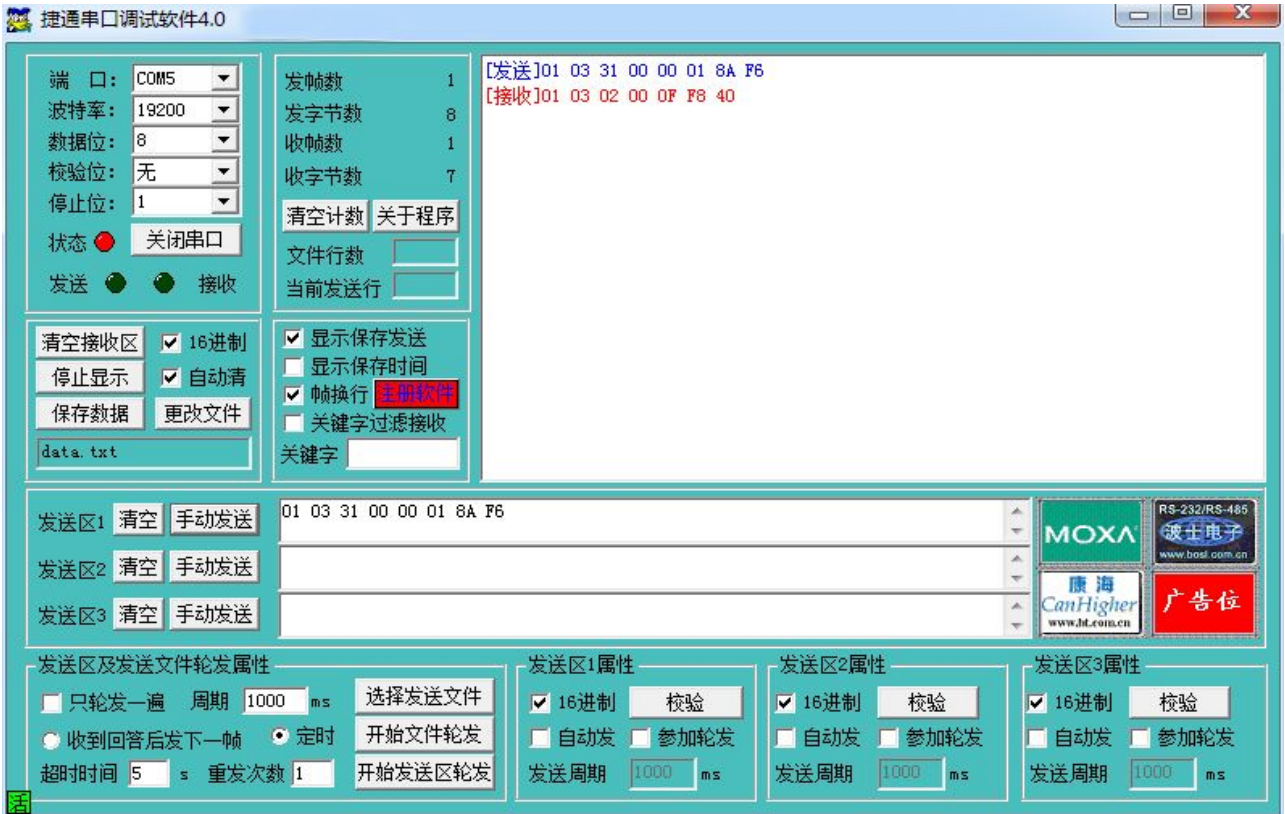 捷通串口调试软件4.0
端 口: COM5
波特率: 19200
数据位: 8
校验位: 无
停止位: 1
状态 关闭串口
发送 接收
发帧数 1
发字节数 8
收帧数 1
收字节数 7
清空计数 关于程序
文件行数
当前发送行
[发送]01 03 31 00 00 01 8A F6
[接收]01 03 02 00 0F F8 40
清空接收区 16进制
停止显示 自动清
保存数据 更改文件
data.txt
显示保存发送
显示保存时间
帧换行 注册软件
关键字过滤接收
关键字
发送区1 清空 手动发送 01 03 31 00 00 01 8A F6
发送区2 清空 手动发送
发送区3 清空 手动发送
MOXA
RS-232/RS-485
波士电子
www.bosi.com.cn
康海
CanHigher
www.ht.com.cn
广告位
发送区及发送文件轮发属性
只轮发一遍 周期 1000 ms 选择发送文件
收到回答后发下一帧 定时 开始文件轮发
超时时间 5 s 重发次数 1 开始发送区轮发
发送区1属性
16进制 校验
自动发 参加轮发
发送周期 1000 ms
发送区2属性
16进制 校验
自动发 参加轮发
发送周期 1000 ms
发送区3属性
16进制 校验
自动发 参加轮发
发送周期 1000 ms
活